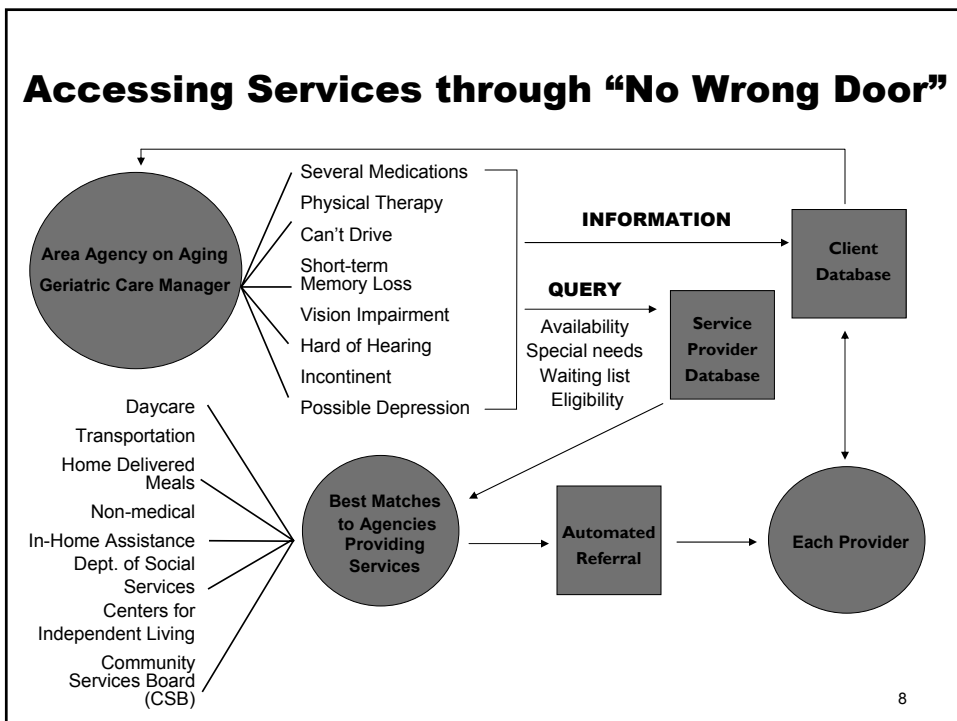 Accessing Services through “No Wrong Door”
Area Agency on Aging
Geriatric Care Manager
Several Medications
Physical Therapy
Can’t Drive
Short-term
Memory Loss
Vision Impairment
Hard of Hearing
Incontinent
Possible Depression
INFORMATION
QUERY
Availability
Special needs
Waiting list
Eligibility
Client
Database
Service
Provider
Database
Daycare
Transportation
Home Delivered
Meals
Non-medical
In-Home Assistance
Dept. of Social
Services
Centers for
Independent Living
Community
Services Board
(CSB)
Best Matches
to Agencies
Providing
Services
Automated
Referral
Each Provider
8